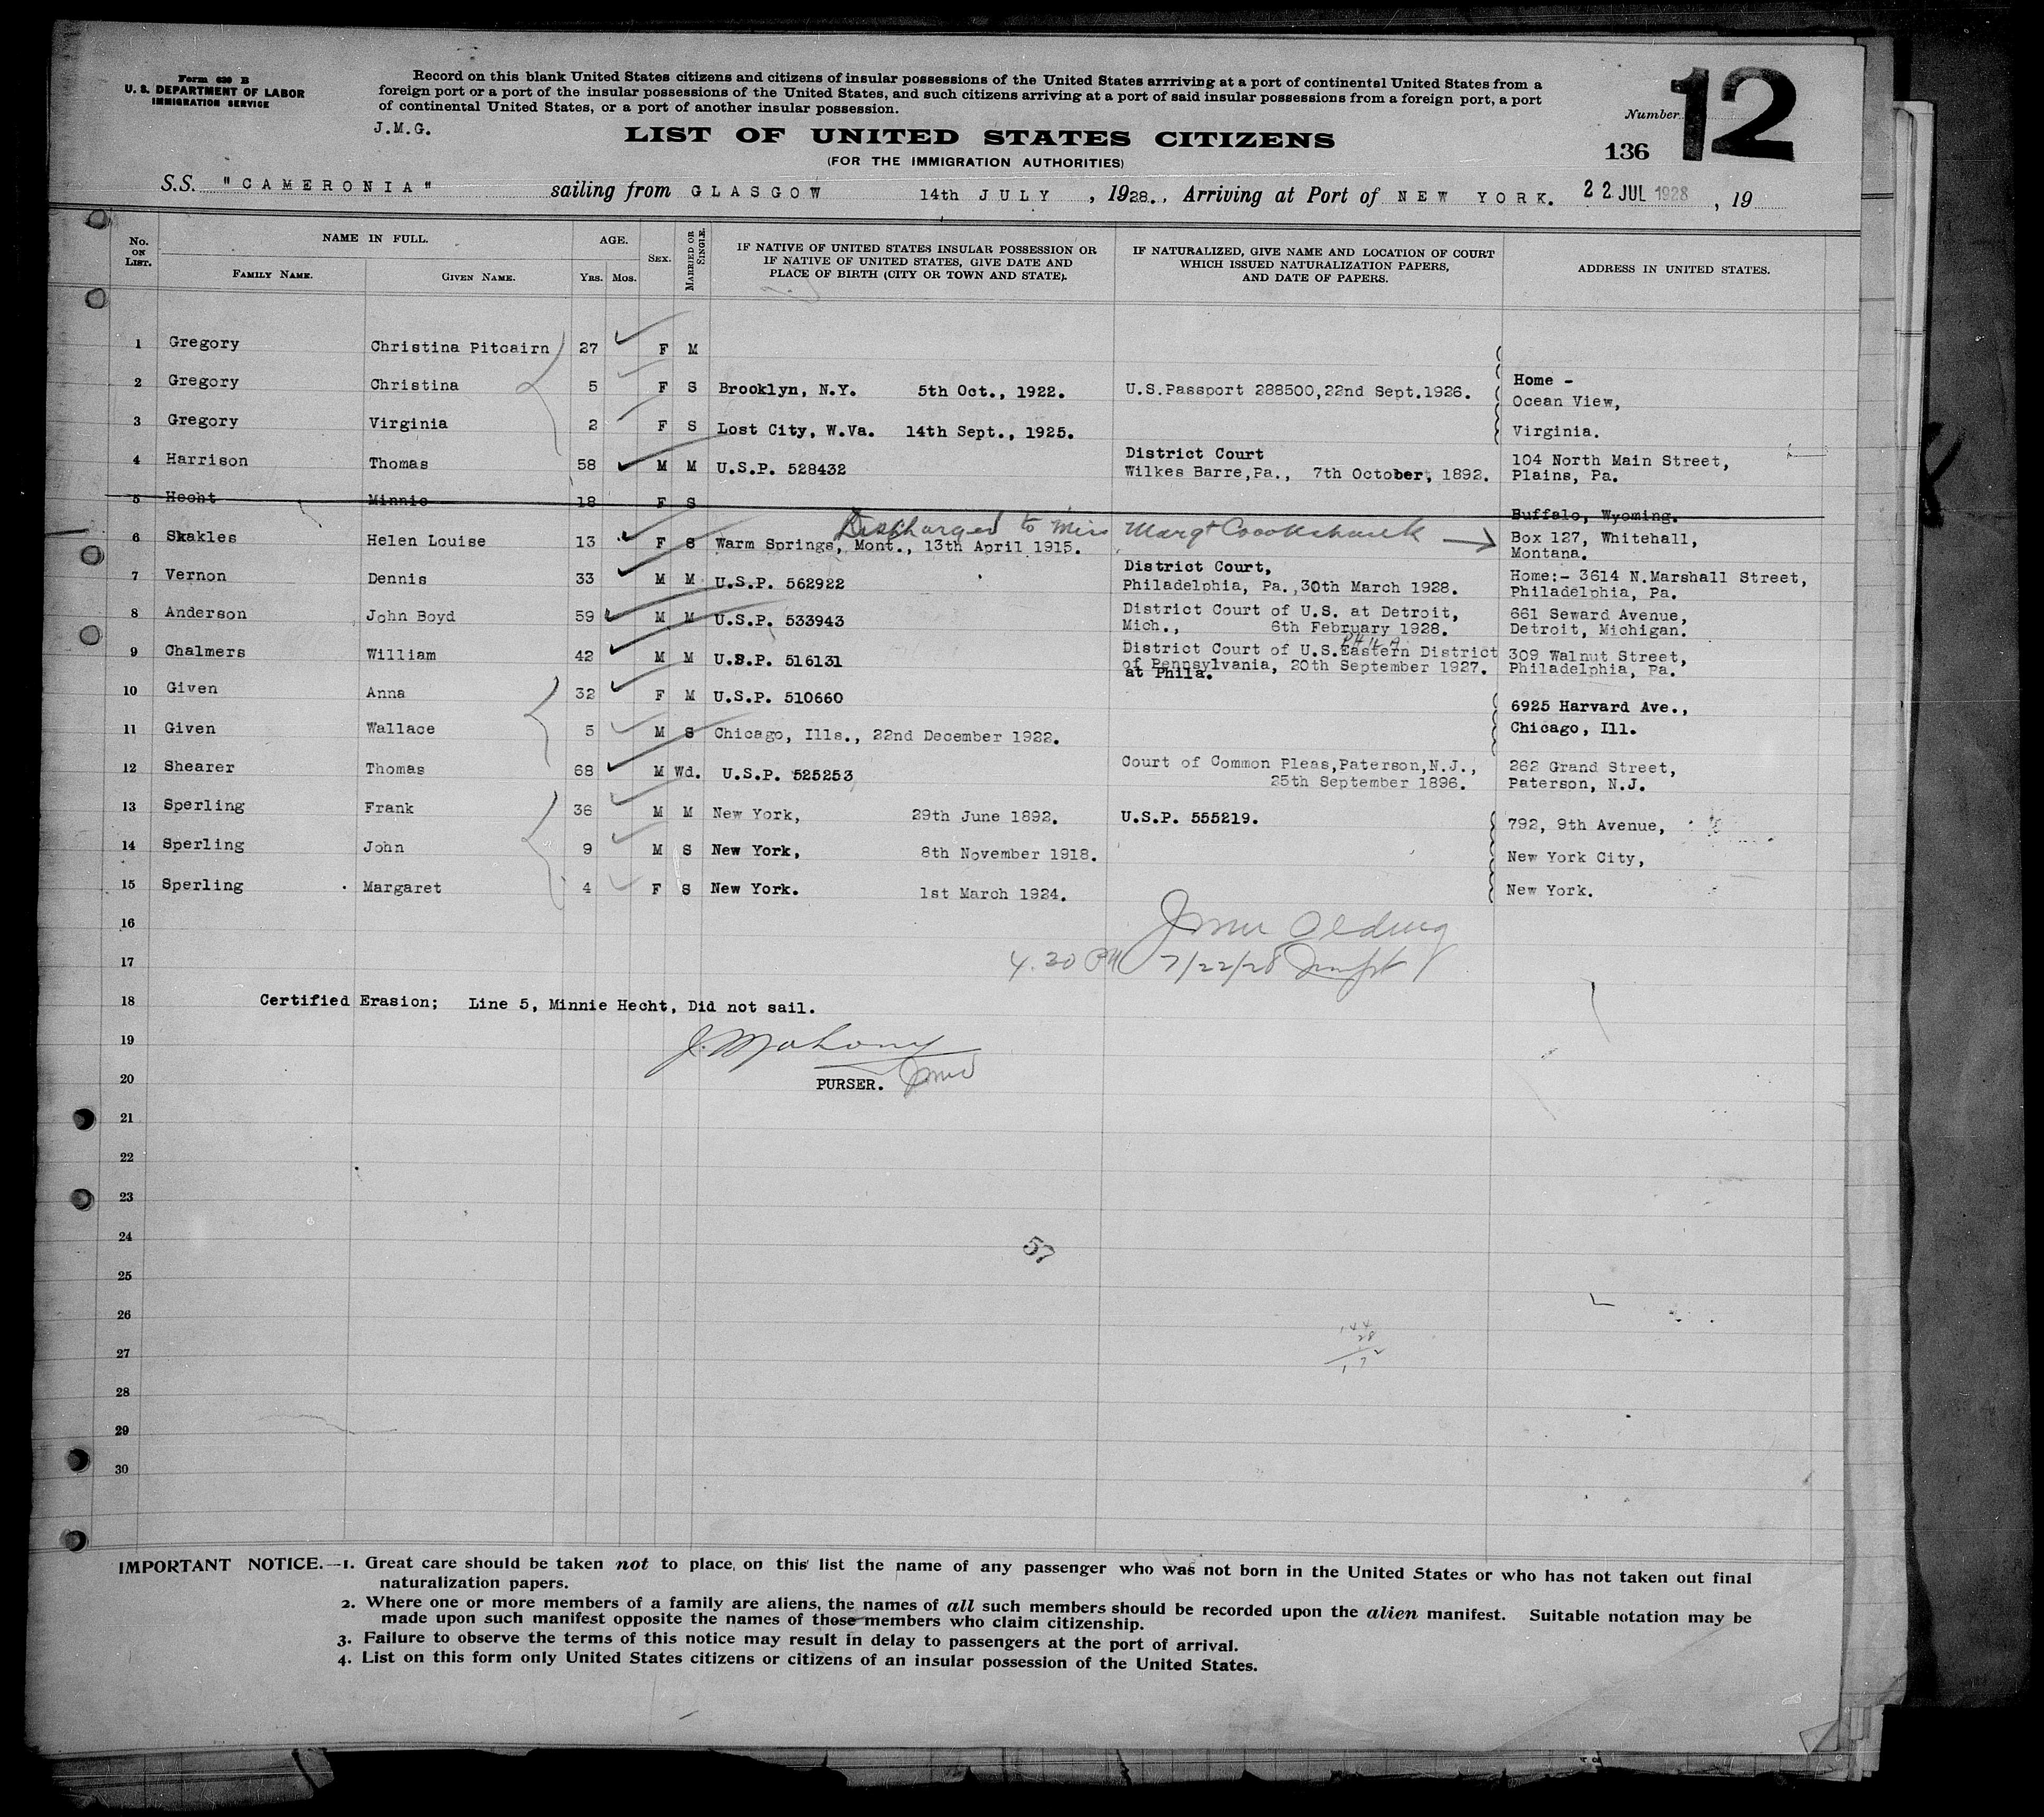 Form 630 B
U. S. DEPARTMENT OF LABOR
IMMIGRATION SERVICE
Record on this blank United States citizens and citizens of insular possessions of the United States arrriving at a port of continental United States from a
foreign port or a port of the insular possessions of the United States, and such citizens arriving at a port of said insular possessions from a foreign port, a port
of continental United States, or a port of another insular possession.
J.M.G.
Number 12
136
LIST OF UNITED STATES CITIZENS
(FOR THE IMMIGRATION AUTHORITIES)
S.S. "CAMERONIA" sailing from GLASGOW 14th JULY, 1928., Arriving at Port of NEW YORK. 22 JUL 1928, 19
No. ON LIST. NAME IN FULL. FAMILY NAME. GIVEN NAME. AGE. YRS. MOS. SEX. MARRIED OR SINGLE. IF NATIVE OF UNITED STATES INSULAR POSSESSION OR IF NATIVE OF UNITED STATES, GIVE DATE AND PLACE OF BIRTH (CITY OR TOWN AND STATE). IF NATURALIZED, GIVE NAME AND LOCATION OF COURT WHICH ISSUED NATURALIZATION PAPERS, AND DATE OF PAPERS. ADDRESS IN UNITED STATES.
1 Gregory Christina Pitcairn 27 F M
2 Gregory Christina 5 F S Brooklyn, N.Y. 5th Oct., 1922. U.S.Passport 288500,22nd Sept.1926. Home - Ocean View,
3 Gregory Virginia 2 F S Lost City, W.Va. 14th Sept., 1925. Virginia.
4 Harrison Thomas 58 M M U.S.P. 528432 District Court Wilkes Barre,Pa., 7th October, 1892. 104 North Main Street, Plains, Pa.
5 Hecht Minnie 18 F S Buffalo, Wyoming.
Discharged to Miss Margt
6 Skakles Helen Louise 13 F S Warm Springs, Mont., 13th April 1915. Box 127, Whitehall, Montana.
7 Vernon Dennis 33 M M U.S.P. 562922 District Court, Philadelphia, Pa.,30th March 1928. Home:- 3614 N.Marshall Street, Philadelphia, Pa.
8 Anderson John Boyd 59 M M U.S.P. 533943 District Court of U.S. at Detroit, Mich., 6th February 1928. 661 Seward Avenue, Detroit, Michigan.
PHILA
9 Chalmers William 42 M M U.S.P. 516131 District Court of U.S.Eastern District of Pennsylvania, 20th September 1927. at Phila. 309 Walnut Street, Philadelphia, Pa.
10 Given Anna 32 F M U.S.P. 510660 6925 Harvard Ave.,
11 Given Wallace 5 M S Chicago, Ills., 22nd December 1922. Chicago, Ill.
12 Shearer Thomas 68 M Wd. U.S.P. 525253 Court of Common Pleas,Paterson,N.J., 25th September 1896. 262 Grand Street, Paterson, N.J.
13 Sperling Frank 36 M M New York, 29th June 1892. U.S.P. 555219. 792, 9th Avenue,
14 Sperling John 9 M S New York, 8th November 1918. New York City,
15 Sperling Margaret 4 F S New York. 1st March 1924. New York.
16
17 4.30 PM 7/22/28
18 Certified Erasion; Line 5, Minnie Hecht, Did not sail.
19 J. Mahony
20 PURSER.
21
22
23
24
57
25
26
144
28
27
172
28
29
30
IMPORTANT NOTICE.—1. Great care should be taken not to place on this list the name of any passenger who was not born in the United States or who has not taken out final
naturalization papers.
2. Where one or more members of a family are aliens, the names of all such members should be recorded upon the alien manifest. Suitable notation may be
made upon such manifest opposite the names of those members who claim citizenship.
3. Failure to observe the terms of this notice may result in delay to passengers at the port of arrival.
4. List on this form only United States citizens or citizens of an insular possession of the United States.